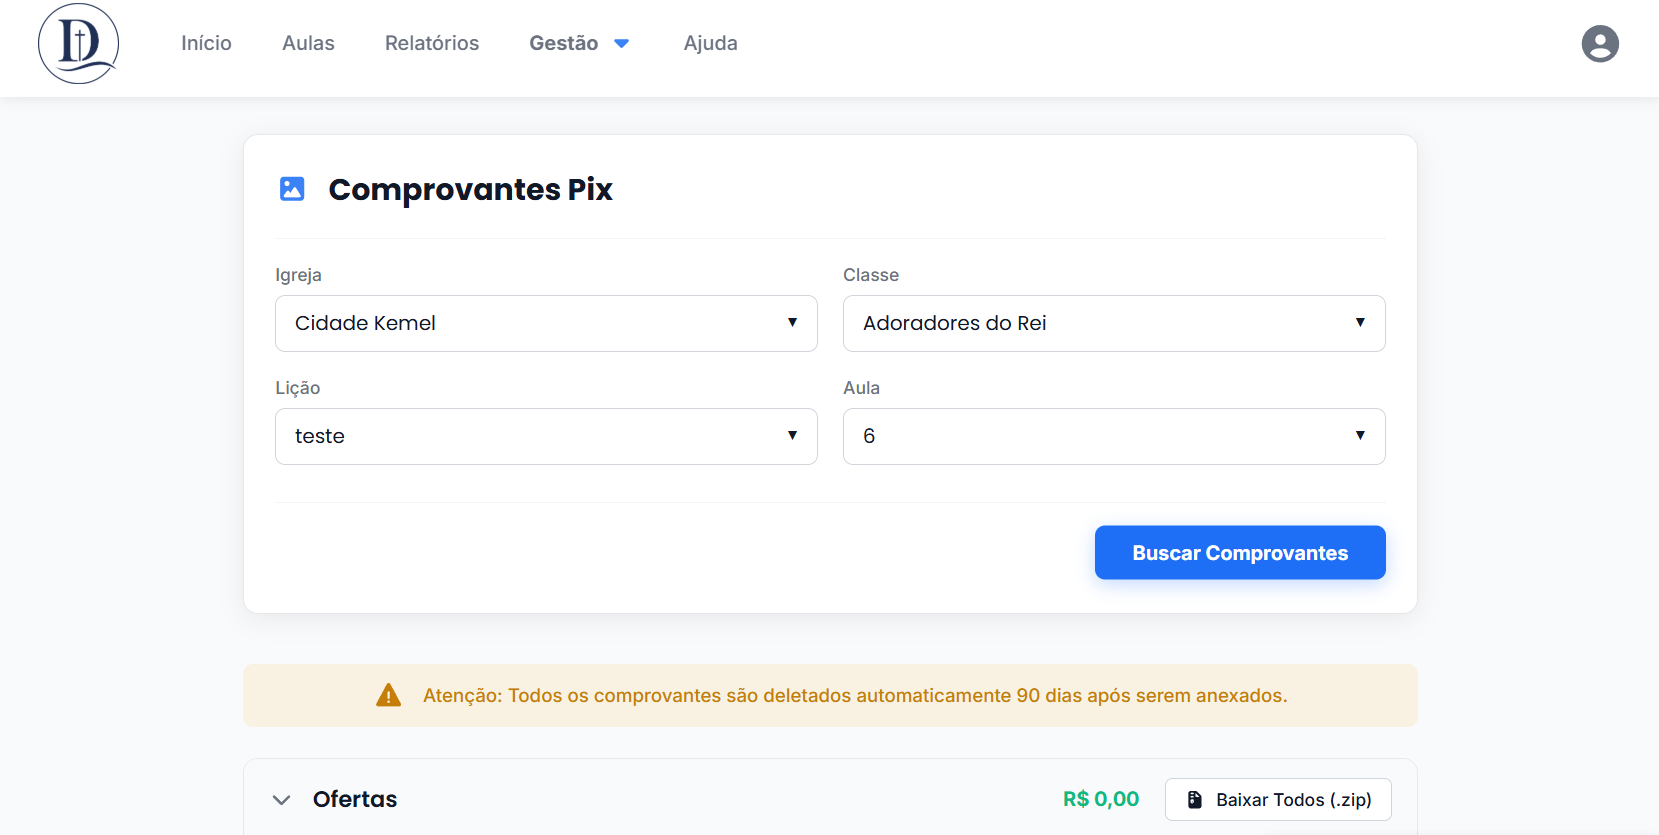 Início Aulas Relatórios Gestão Ajuda
Comprovantes Pix
Igreja Classe
Cidade Kemel Adoradores do Rei
Lição Aula
teste 6
Buscar Comprovantes
Atenção: Todos os comprovantes são deletados automaticamente 90 dias após serem anexados.
Ofertas R$ 0,00 Baixar Todos (.zip)